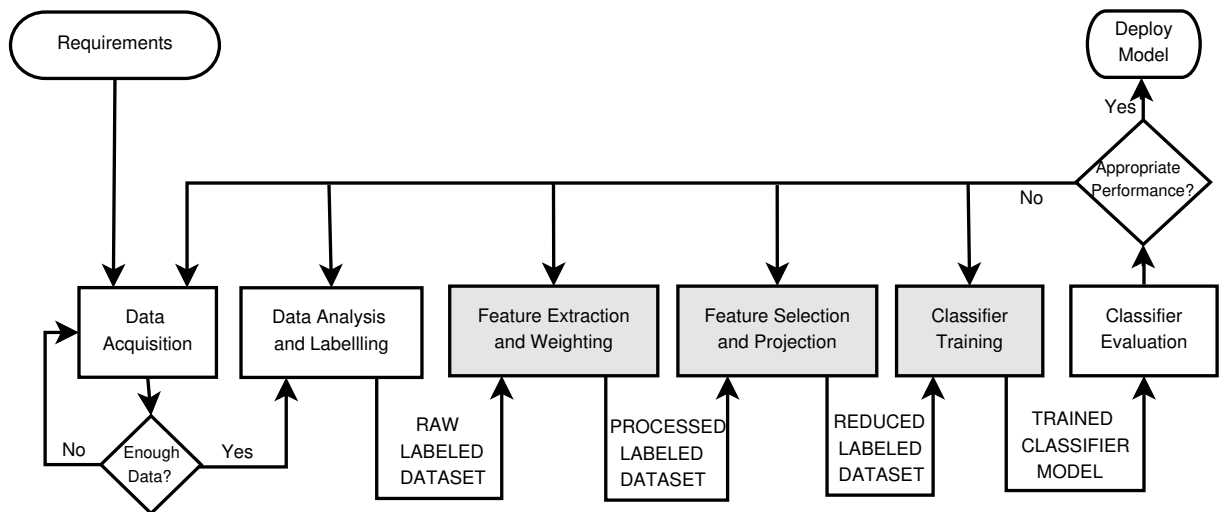 Requirements
Deploy
Model
Yes
Appropriate
Performance?
No
Data
Acquisition
Data Analysis
and Labellling
Feature Extraction
and Weighting
Feature Selection
and Projection
Classifier
Training
Classifier
Evaluation
No
Enough
Data?
Yes
RAW
LABELED
DATASET
PROCESSED
LABELED
DATASET
REDUCED
LABELED
DATASET
TRAINED
CLASSIFIER
MODEL